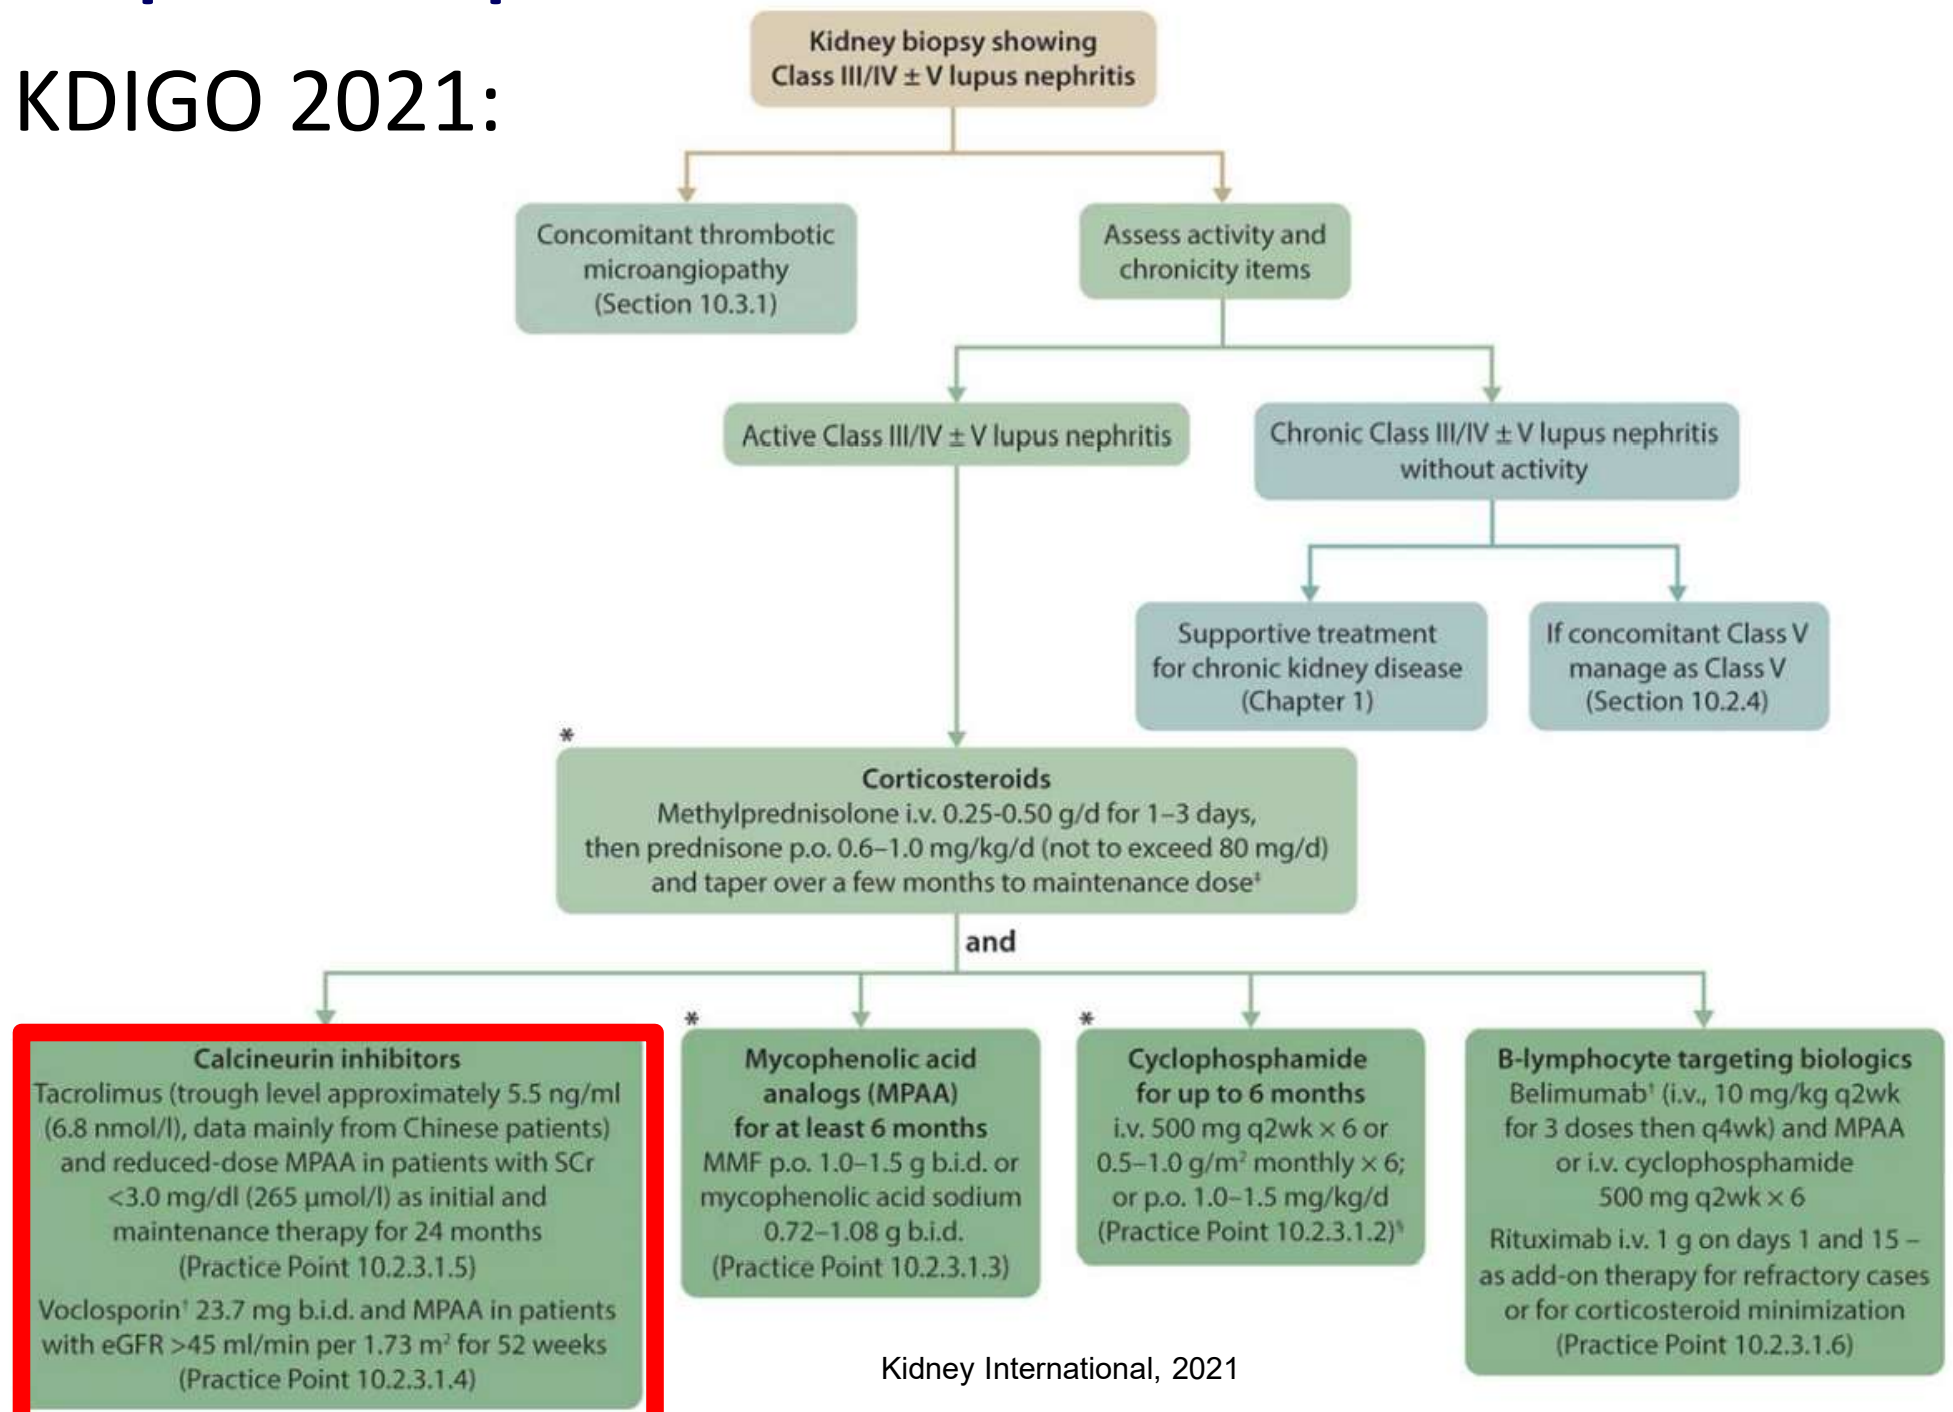 KDIGO 2021:
Kidney biopsy showing
Class III/IV ± V lupus nephritis
Concomitant thrombotic
microangiopathy
(Section 10.3.1)
Assess activity and
chronicity items
Active Class III/IV ± V lupus nephritis
Chronic Class III/IV ± V lupus nephritis
without activity
Supportive treatment
for chronic kidney disease
(Chapter 1)
If concomitant Class V
manage as Class V
(Section 10.2.4)
*
Corticosteroids
Methylprednisolone i.v. 0.25-0.50 g/d for 1–3 days,
then prednisone p.o. 0.6–1.0 mg/kg/d (not to exceed 80 mg/d)
and taper over a few months to maintenance dose‡
and
Calcineurin inhibitors
Tacrolimus (trough level approximately 5.5 ng/ml
(6.8 nmol/l), data mainly from Chinese patients)
and reduced-dose MPAA in patients with SCr
<3.0 mg/dl (265 μmol/l) as initial and
maintenance therapy for 24 months
(Practice Point 10.2.3.1.5)
Voclosporin† 23.7 mg b.i.d. and MPAA in patients
with eGFR >45 ml/min per 1.73 m² for 52 weeks
(Practice Point 10.2.3.1.4)
*
Mycophenolic acid
analogs (MPAA)
for at least 6 months
MMF p.o. 1.0–1.5 g b.i.d. or
mycophenolic acid sodium
0.72–1.08 g b.i.d.
(Practice Point 10.2.3.1.3)
*
Cyclophosphamide
for up to 6 months
i.v. 500 mg q2wk × 6 or
0.5–1.0 g/m² monthly × 6;
or p.o. 1.0–1.5 mg/kg/d
(Practice Point 10.2.3.1.2)§
B-lymphocyte targeting biologics
Belimumab† (i.v., 10 mg/kg q2wk
for 3 doses then q4wk) and MPAA
or i.v. cyclophosphamide
500 mg q2wk × 6
Rituximab i.v. 1 g on days 1 and 15 –
as add-on therapy for refractory cases
or for corticosteroid minimization
(Practice Point 10.2.3.1.6)
Kidney International, 2021